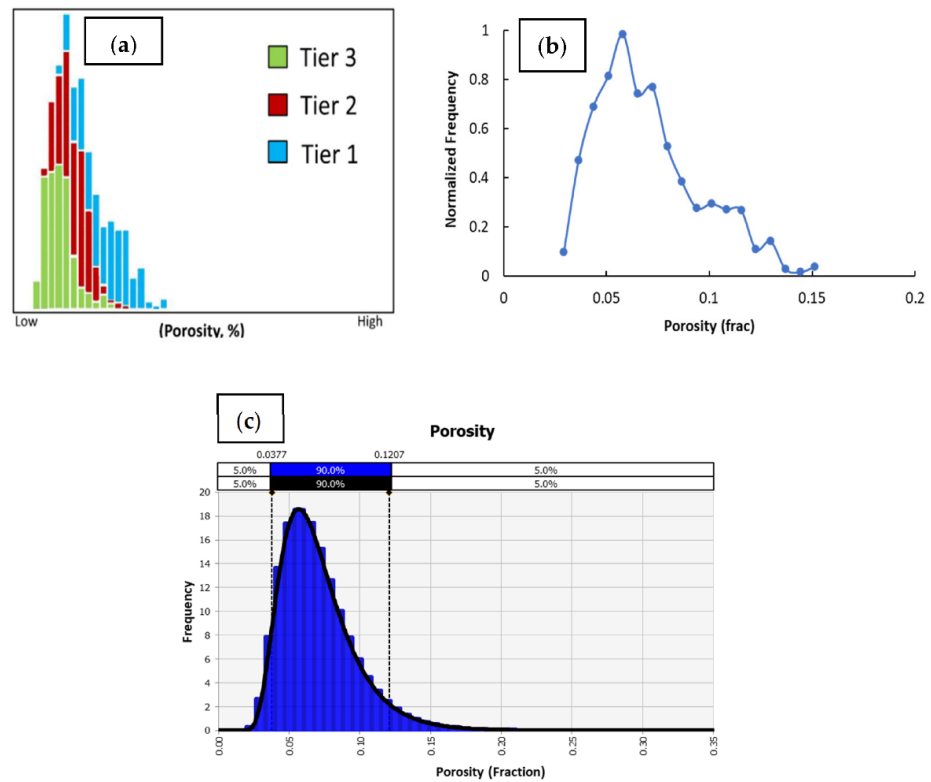 (a)
Tier 3
Tier 2
Tier 1
Low
High
(Porosity, %)
(b)
1
0.8
0.6
0.4
0.2
0
Normalized Frequency
0
0.05
0.1
0.15
0.2
Porosity (frac)
(c)
Porosity
0.0377
0.1207
5.0%
90.0%
5.0%
5.0%
90.0%
5.0%
20
18
16
14
12
10
8
6
4
2
0
Frequency
0.00
0.05
0.10
0.15
0.20
0.25
0.30
0.35
Porosity (Fraction)